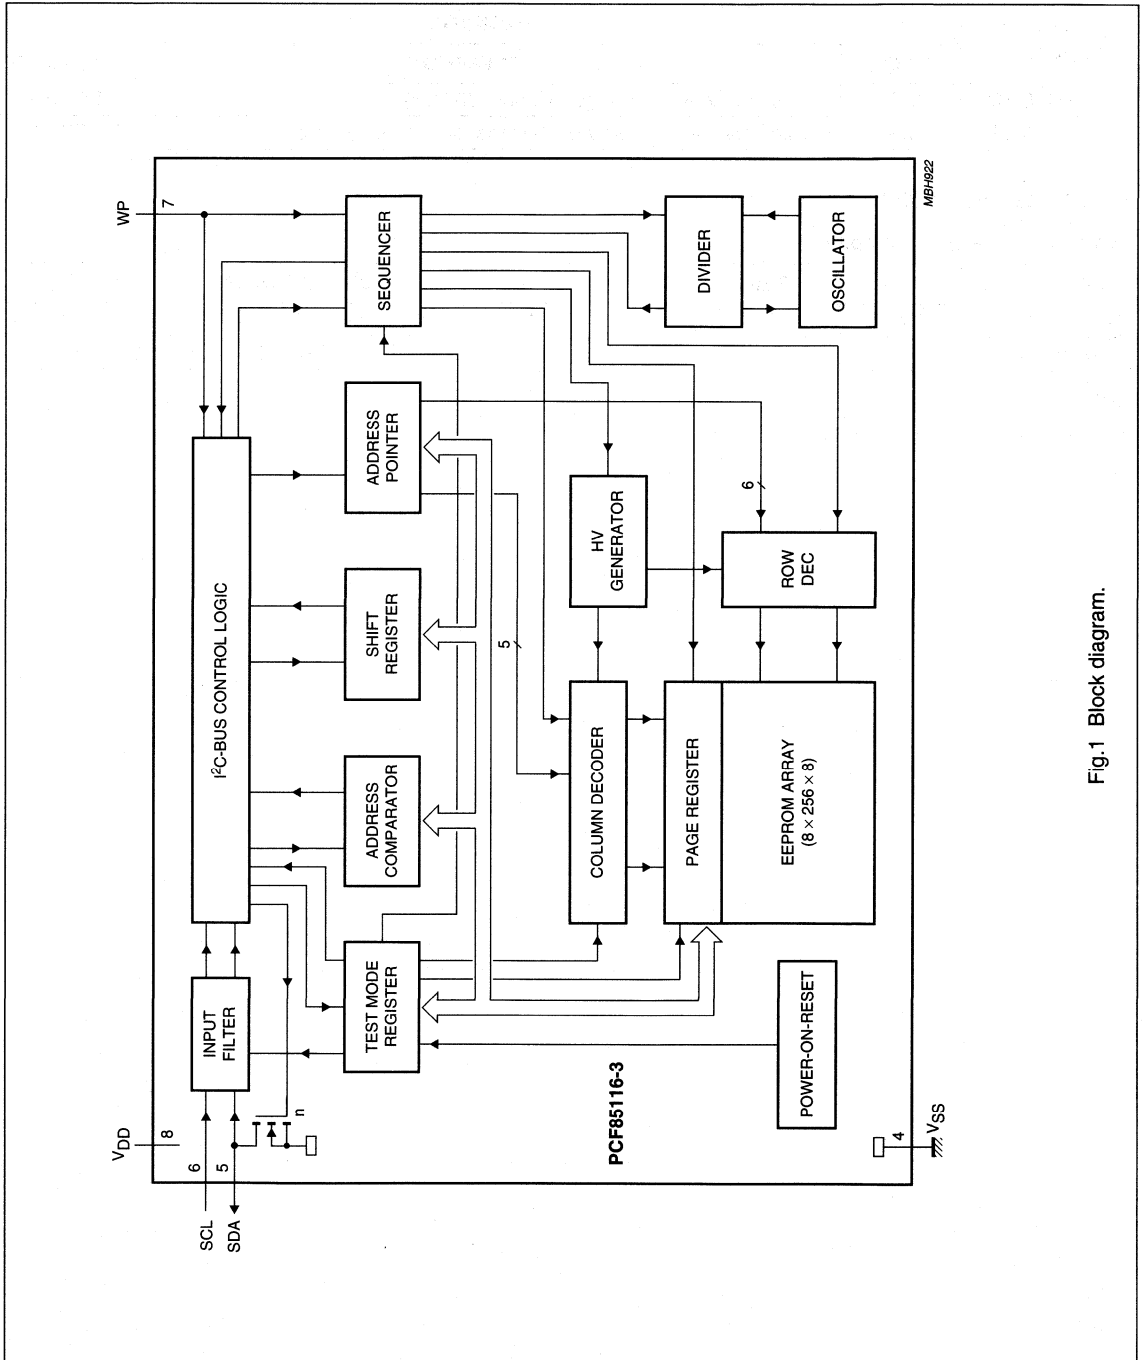 WP
7
VDD
8
SCL
6
SDA
5
n
INPUT
FILTER
I²C-BUS CONTROL LOGIC
TEST MODE
REGISTER
ADDRESS
COMPARATOR
SHIFT
REGISTER
ADDRESS
POINTER
SEQUENCER
5
6
HV
GENERATOR
COLUMN DECODER
PAGE REGISTER
EEPROM ARRAY
(8 × 256 × 8)
ROW
DEC
DIVIDER
OSCILLATOR
POWER-ON-RESET
PCF85116-3
4
VSS
MBH922
Fig.1 Block diagram.